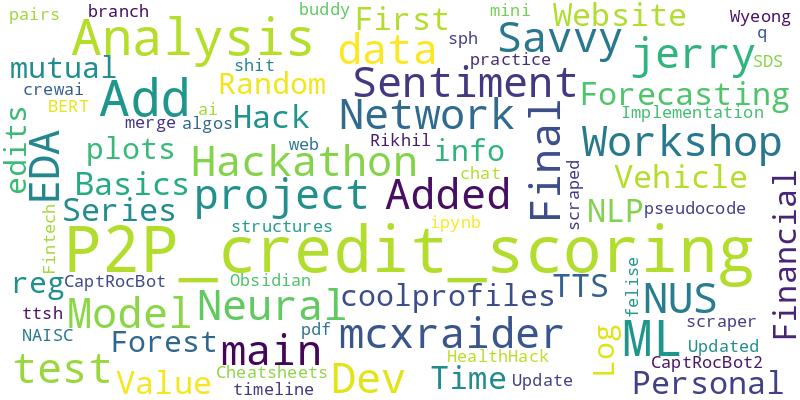 pairs
branch
buddy
First
mini
Website
Wyeong
Analysis
data
sph
Savvy
jerry
q
mutual
shit
practice
SDS
crewai
BERT
Add
Random
Sentiment
Forecasting
ai
merge
algos
Hack
Network
Implementation
edits
EDA
plots
web
Rikhil
info
Final
Workshop
Hackathon
chat
scraped
Vehicle
Basics
project
Added
NLP
pseudocode
Series
structures
ipynb
Fintech
P2P_credit_scoring
Financial
reg
CaptRocBot
Obsidian
coolprofiles
TTS
felise
NUS
ttsh
Model
Neural
NAISC
Forest
main
pdf
mcxraider
Log
ML
scraper
Updated
test
HealthHack
CaptRocBot2
Value
Cheatsheets
timeline
Dev
Time
Update
Personal